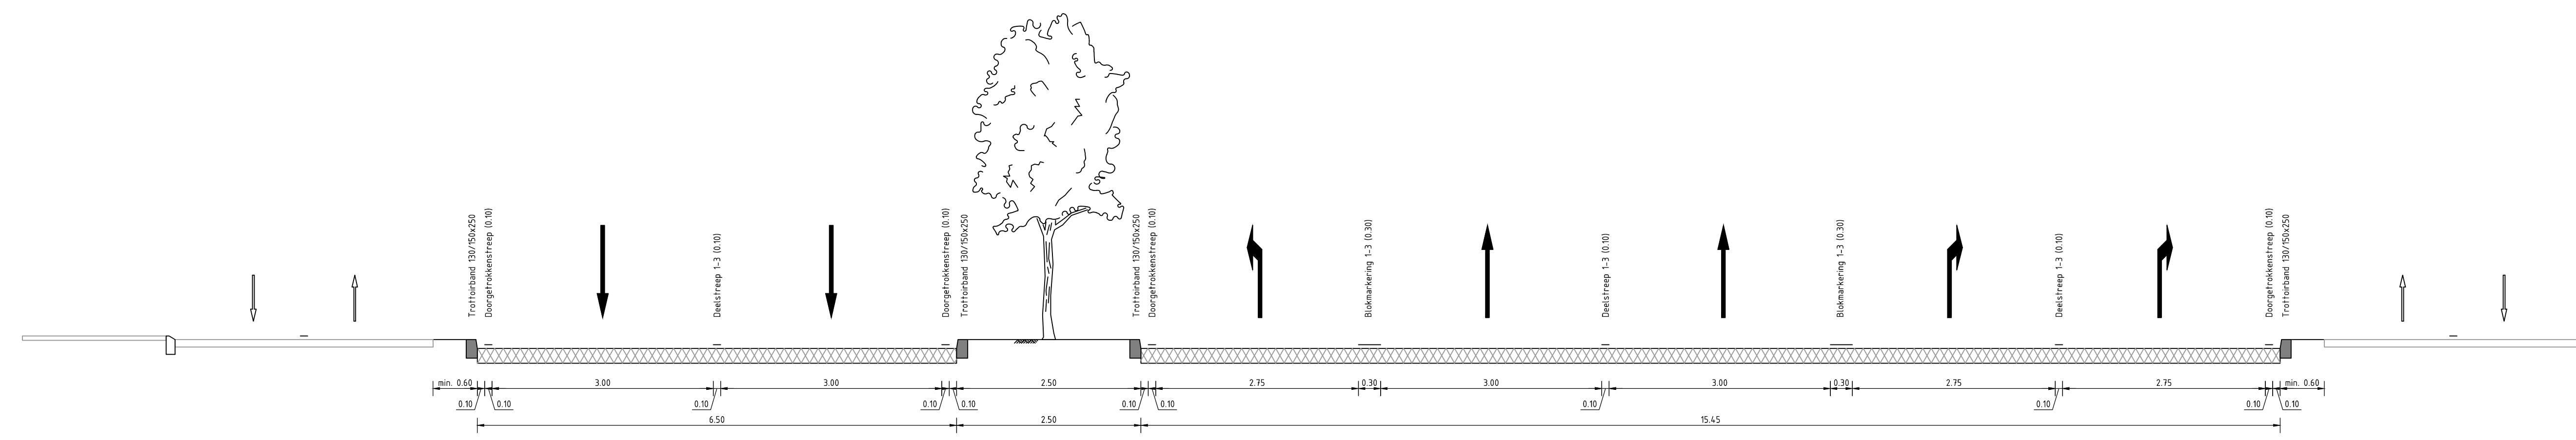 Trottoirband 130/150x250
Doorgetrokkenstreep (0.10)
Deelstreep 1-3 (0.10)
Doorgetrokkenstreep (0.10)
Trottoirband 130/150x250
Trottoirband 130/150x250
Doorgetrokkenstreep (0.10)
Blokmarkering 1-3 (0.30)
Deelstreep 1-3 (0.10)
Blokmarkering 1-3 (0.30)
Deelstreep 1-3 (0.10)
Doorgetrokkenstreep (0.10)
Trottoirband 130/150x250
min. 0.60
3.00
3.00
2.50
2.75
0.30
3.00
3.00
0.30
2.75
2.75
min. 0.60
0.10
0.10
0.10
0.10
0.10
0.10
0.10
0.10
0.10
0.10
0.10
6.50
2.50
15.45